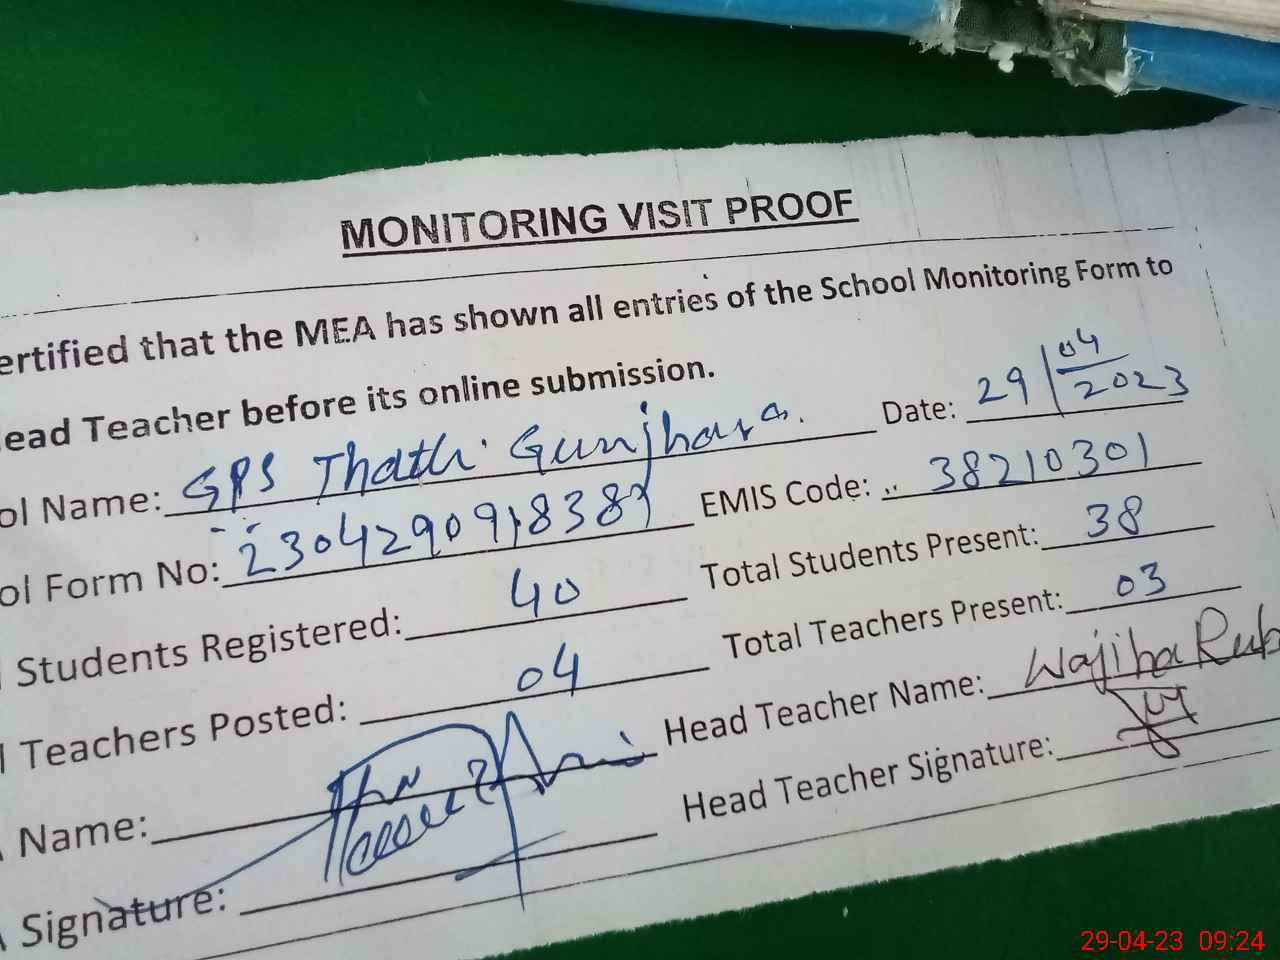 MONITORING VISIT PROOF
ertified that the MEA has shown all entries of the School Monitoring Form to
ead Teacher before its online submission.
ol Name: GPS Thathi Gunjhara. Date: 29/04/2023
ol Form No: EMIS Code: 38210301
Students Registered: 40 Total Students Present: 38
l Teachers Posted: 04 Total Teachers Present: 03
Name: Head Teacher Name: Wajiha Rub
Signature: Head Teacher Signature:
29-04-23 09:24